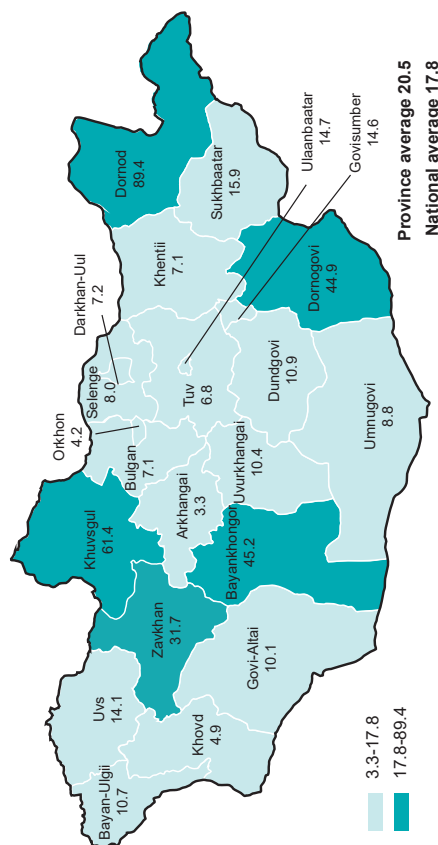 Bayan-Ulgii
10.7
Uvs
14.1
Khovd
4.9
Zavkhan
31.7
Govi-Altai
10.1
Khuvsgul
61.4
Bayankhongor
45.2
Arkhangai
3.3
Orkhon
4.2
Bulgan
7.1
Uvurkhangai
10.4
Selenge
8.0
Darkhan-Uul
7.2
Tuv
6.8
Dundgovi
10.9
Umnugovi
8.8
Khentii
7.1
Dornod
89.4
Sukhbaatar
15.9
Dornogovi
44.9
Ulaanbaatar
14.7
Govisumber
14.6
3.3-17.8
17.8-89.4
Province average 20.5
National average 17.8